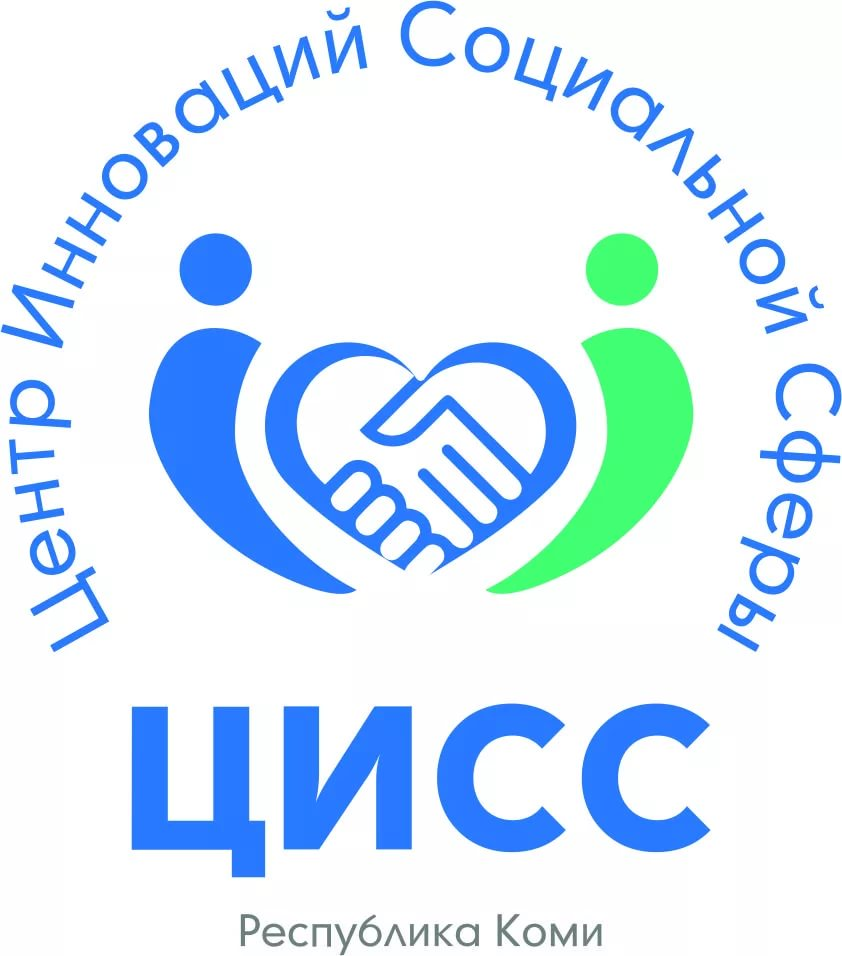 Центр Инноваций Социальной Сферы
ЦИСС
Республика Коми